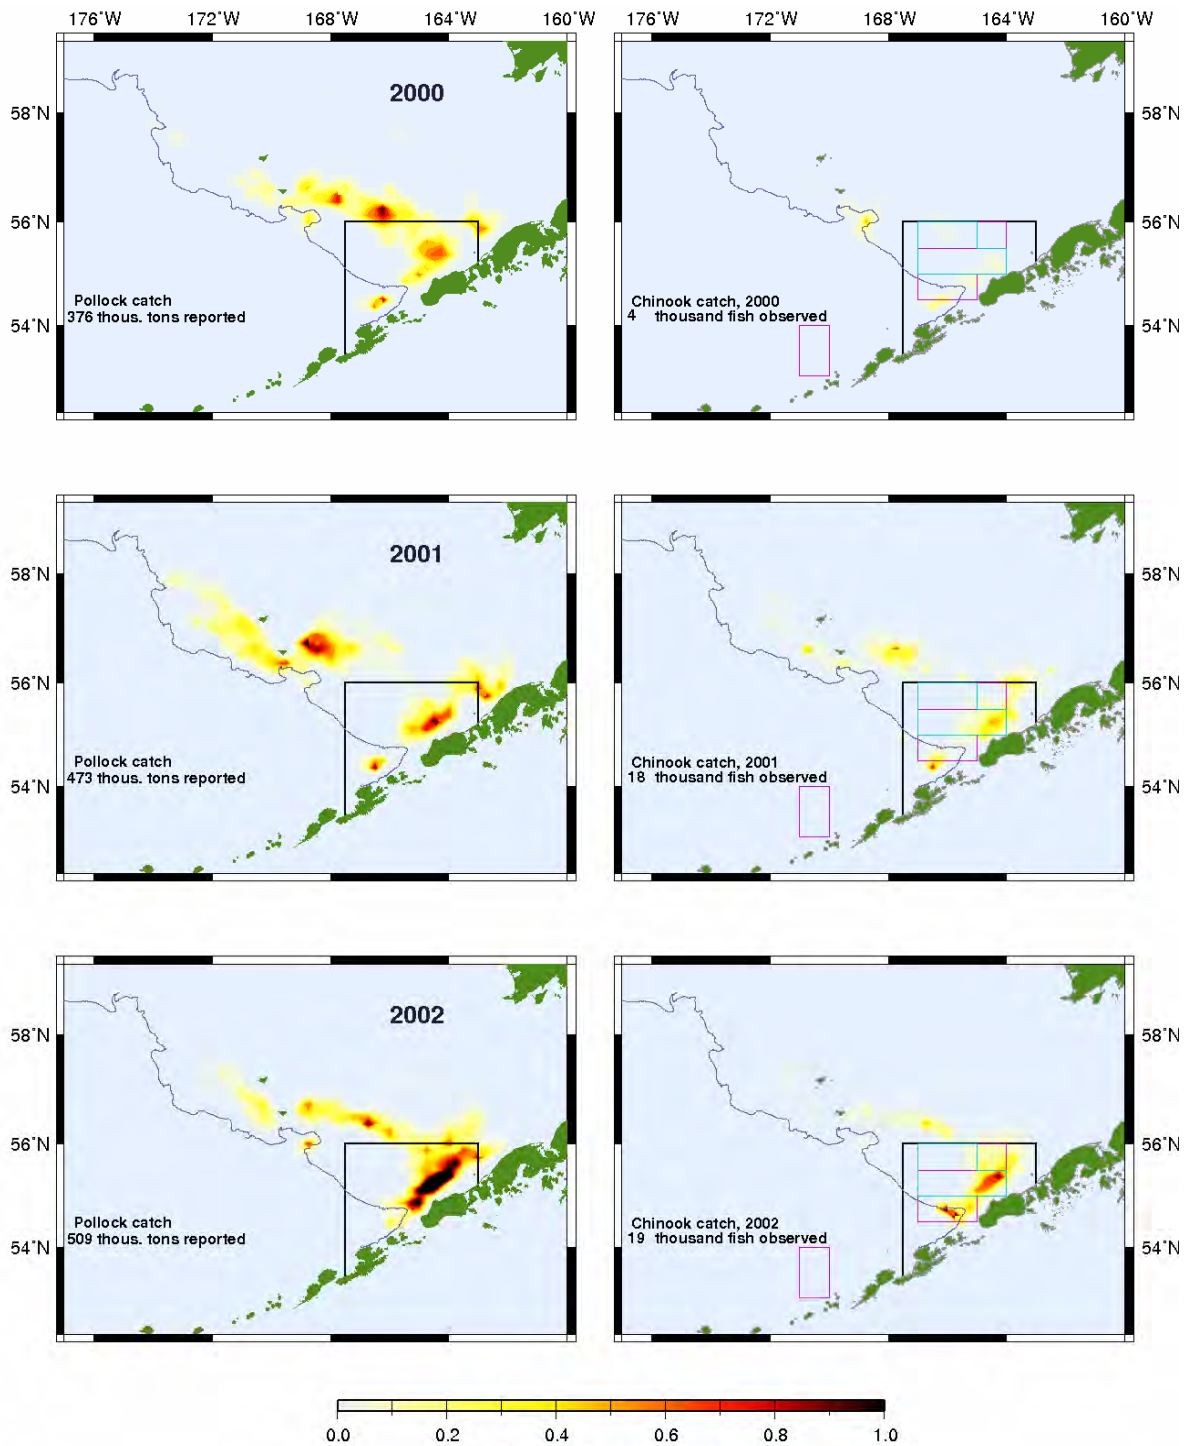 176°W 172°W 168°W 164°W 160°W 176°W 172°W 168°W 164°W 160°W
58°N 2000 58°N
56°N 56°N
Pollock catch Chinook catch, 2000
376 thous. tons reported 4 thousand fish observed
54°N 54°N
58°N 2001 58°N
56°N 56°N
Pollock catch Chinook catch, 2001
473 thous. tons reported 18 thousand fish observed
54°N 54°N
58°N 2002 58°N
56°N 56°N
Pollock catch Chinook catch, 2002
509 thous. tons reported 19 thousand fish observed
54°N 54°N
0.0 0.2 0.4 0.6 0.8 1.0